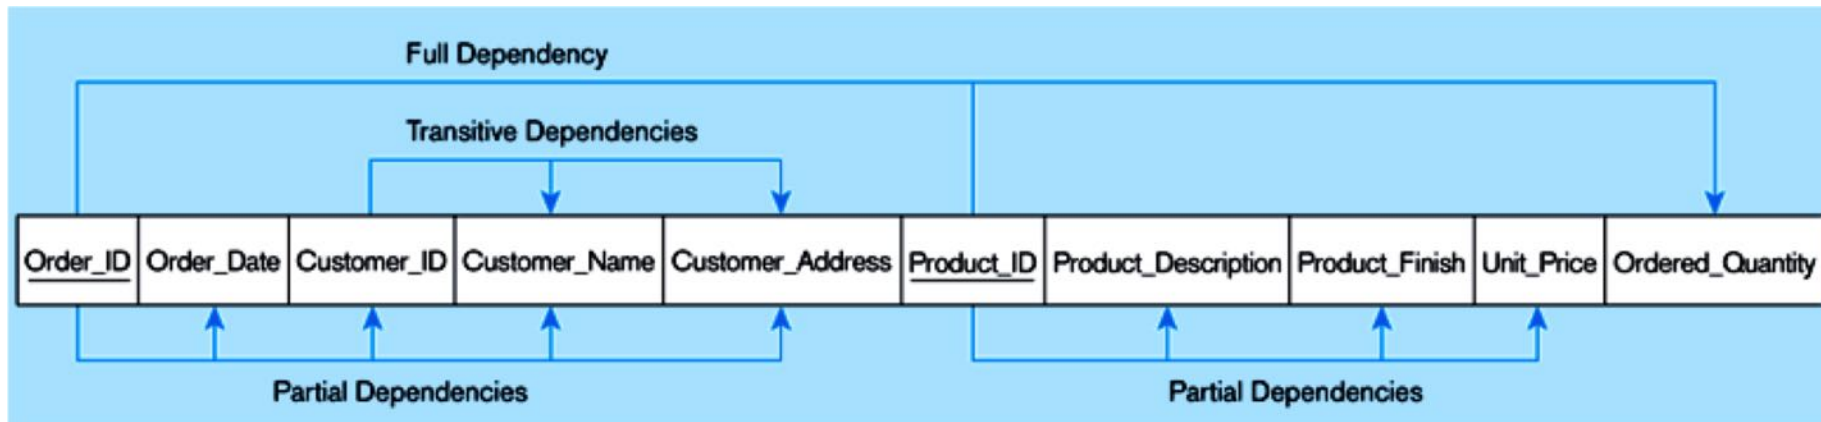 Full Dependency
Transitive Dependencies
Order_ID Order_Date Customer_ID Customer_Name Customer_Address Product_ID Product_Description Product_Finish Unit_Price Ordered_Quantity
Partial Dependencies Partial Dependencies